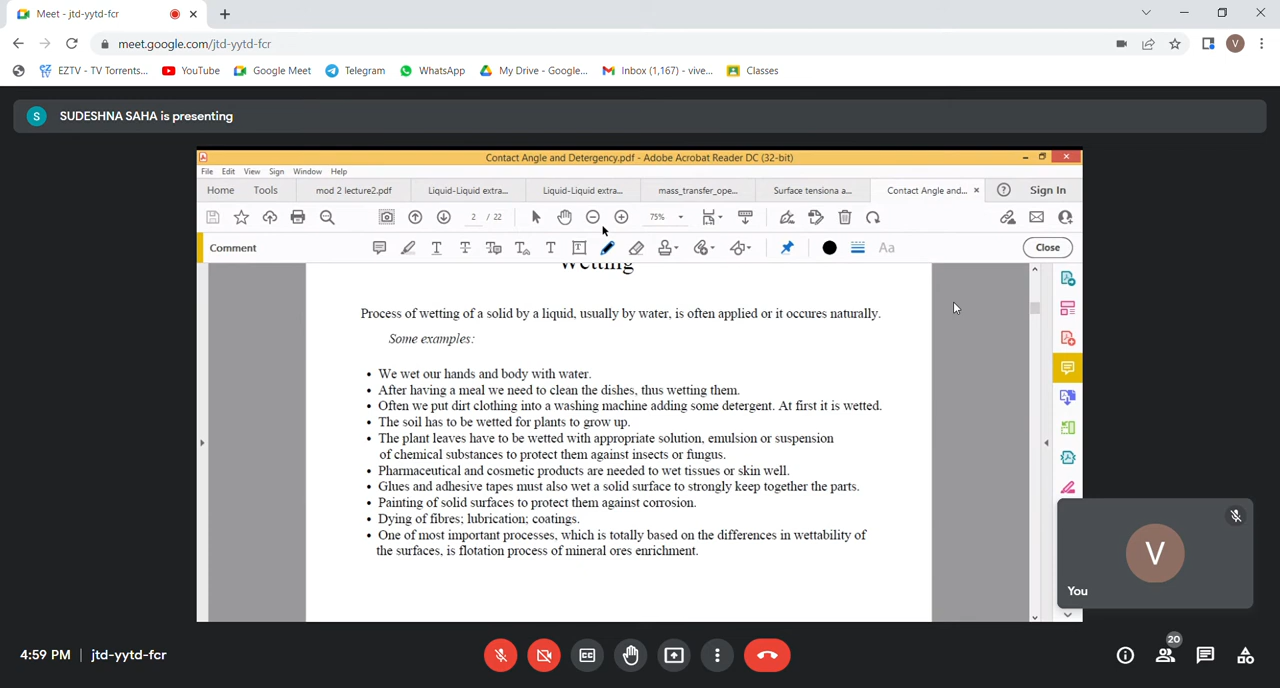 Meet - jtd-yytd-fcr
meet.google.com/jtd-yytd-fcr
V
EZTV - TV Torrents...
YouTube
Google Meet
Telegram
WhatsApp
My Drive - Google...
Inbox (1,167) - vive...
Classes
S SUDESHNA SAHA is presenting
Contact Angle and Detergency.pdf - Adobe Acrobat Reader DC (32-bit)
File Edit View Sign Window Help
Home Tools mod 2 lecture2.pdf Liquid-Liquid extra... Liquid-Liquid extra... mass_transfer_ope... Surface tensiona a... Contact Angle and... Sign In
2 / 22 75%
Comment Aa Close
Wetting
Process of wetting of a solid by a liquid, usually by water, is often applied or it occures naturally.
Some examples:
• We wet our hands and body with water.
• After having a meal we need to clean the dishes, thus wetting them.
• Often we put dirt clothing into a washing machine adding some detergent. At first it is wetted.
• The soil has to be wetted for plants to grow up.
• The plant leaves have to be wetted with appropriate solution, emulsion or suspension
of chemical substances to protect them against insects or fungus.
• Pharmaceutical and cosmetic products are needed to wet tissues or skin well.
• Glues and adhesive tapes must also wet a solid surface to strongly keep together the parts.
• Painting of solid surfaces to protect them against corrosion.
• Dying of fibres; lubrication; coatings.
• One of most important processes, which is totally based on the differences in wettability of
the surfaces, is flotation process of mineral ores enrichment.
V
You
4:59 PM | jtd-yytd-fcr
20